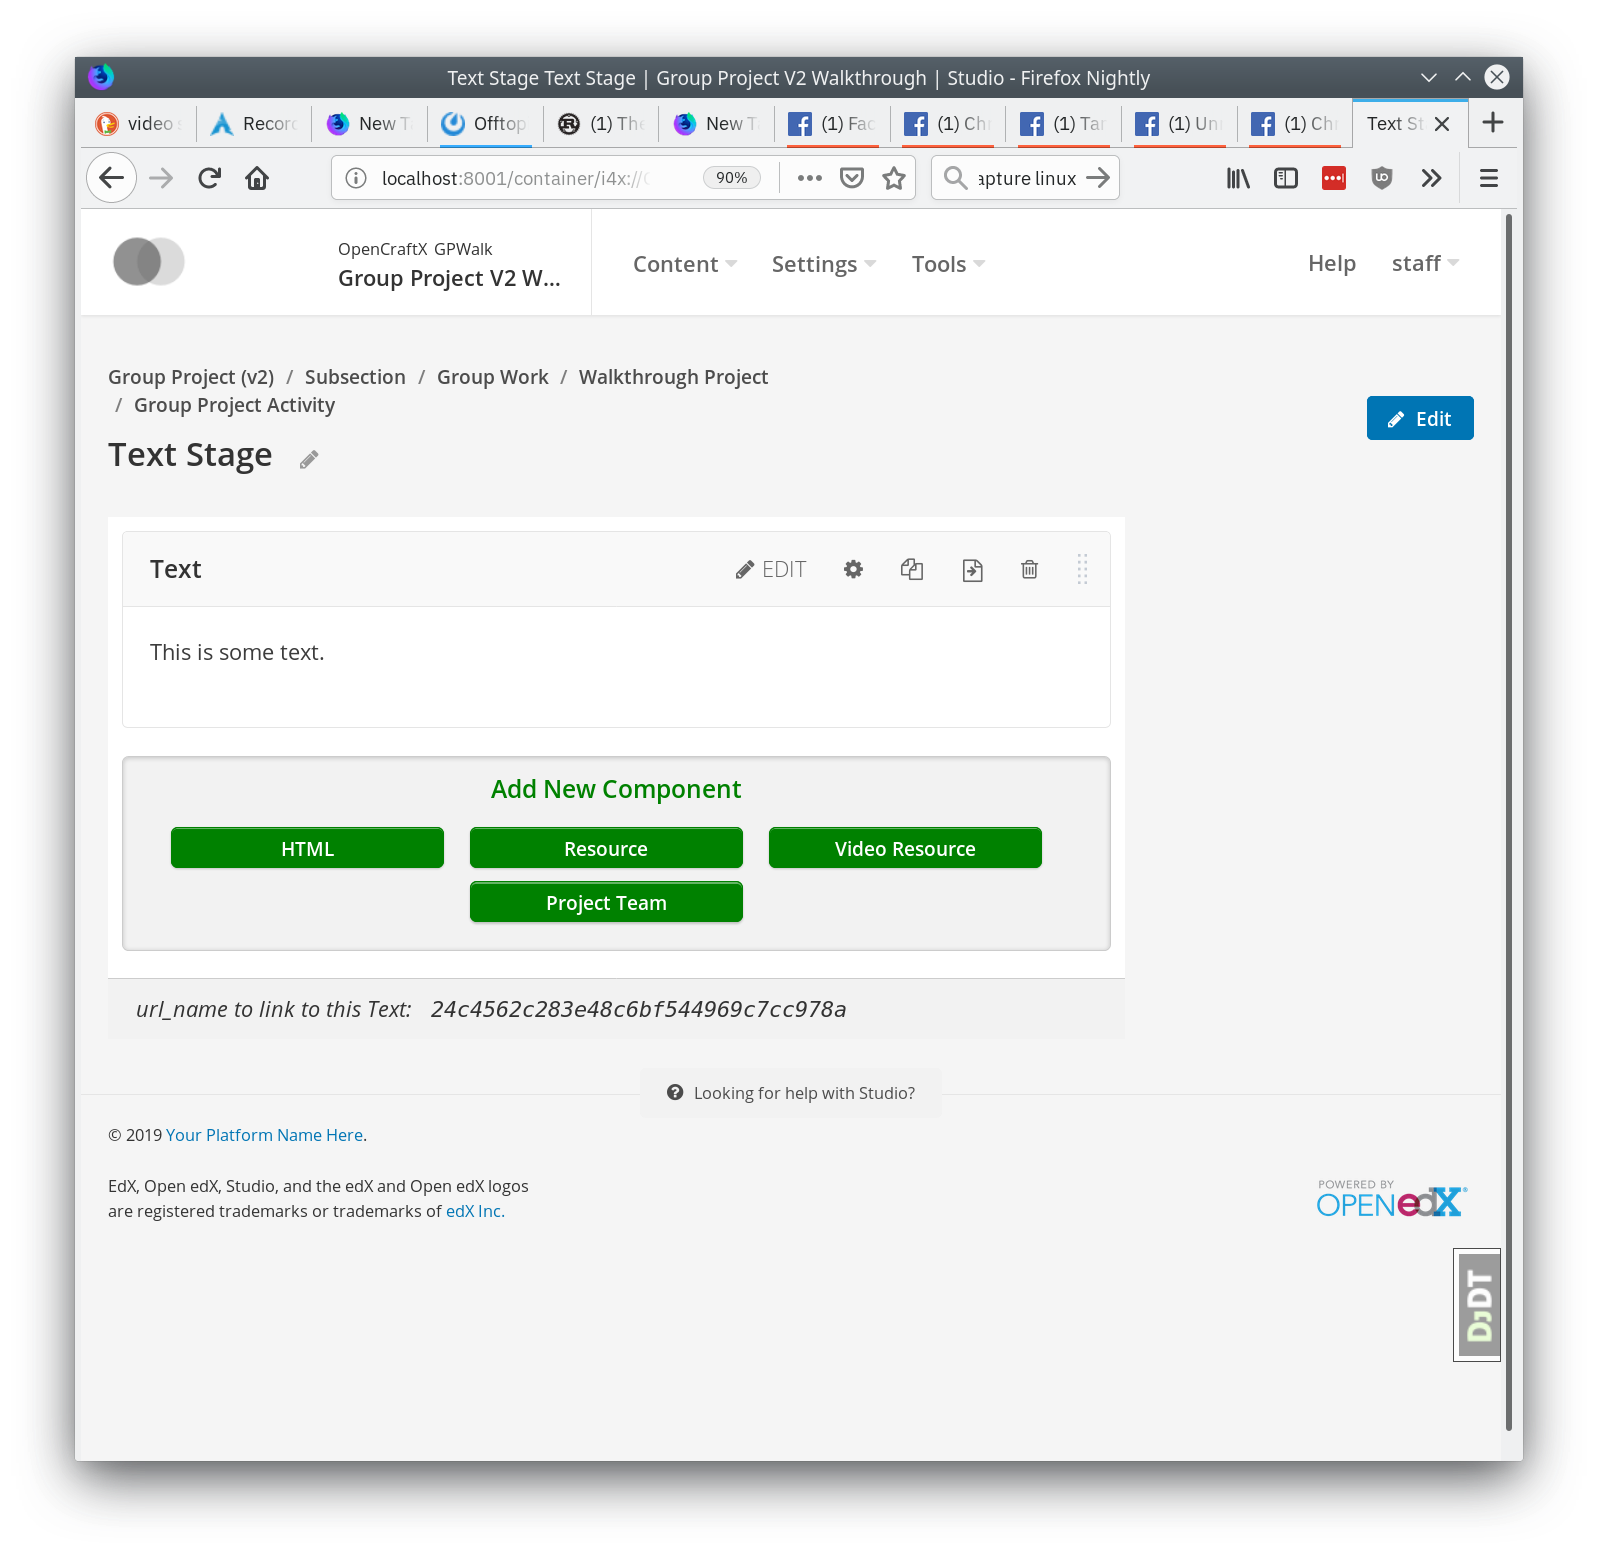 Text Stage Text Stage | Group Project V2 Walkthrough | Studio - Firefox Nightly
video Recor New T Offtop (1) The New T (1) Fac (1) Ch (1) Tar (1) Un (1) Ch Text St
localhost:8001/container/i4x:// 90% apture linux
OpenCraftX GPWalk
Group Project V2 W...
Content Settings Tools Help staff
Group Project (v2) / Subsection / Group Work / Walkthrough Project
/ Group Project Activity
Edit
Text Stage
Text EDIT
This is some text.
Add New Component
HTML Resource Video Resource
Project Team
url_name to link to this Text: 24c4562c283e48c6bf544969c7cc978a
Looking for help with Studio?
© 2019 Your Platform Name Here.
EdX, Open edX, Studio, and the edX and Open edX logos
are registered trademarks or trademarks of edX Inc.
POWERED BY
OPEN edX
DjDT